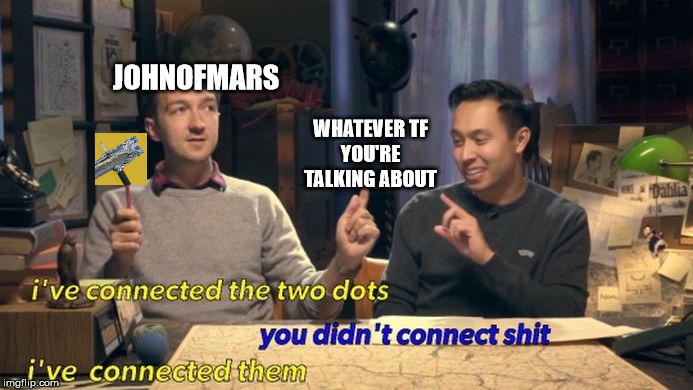 JOHNOFMARS
WHATEVER TF
YOU'RE
TALKING ABOUT
Dahlia
i've connected the two dots
you didn't connect shit
i've connected them
imgflip.com